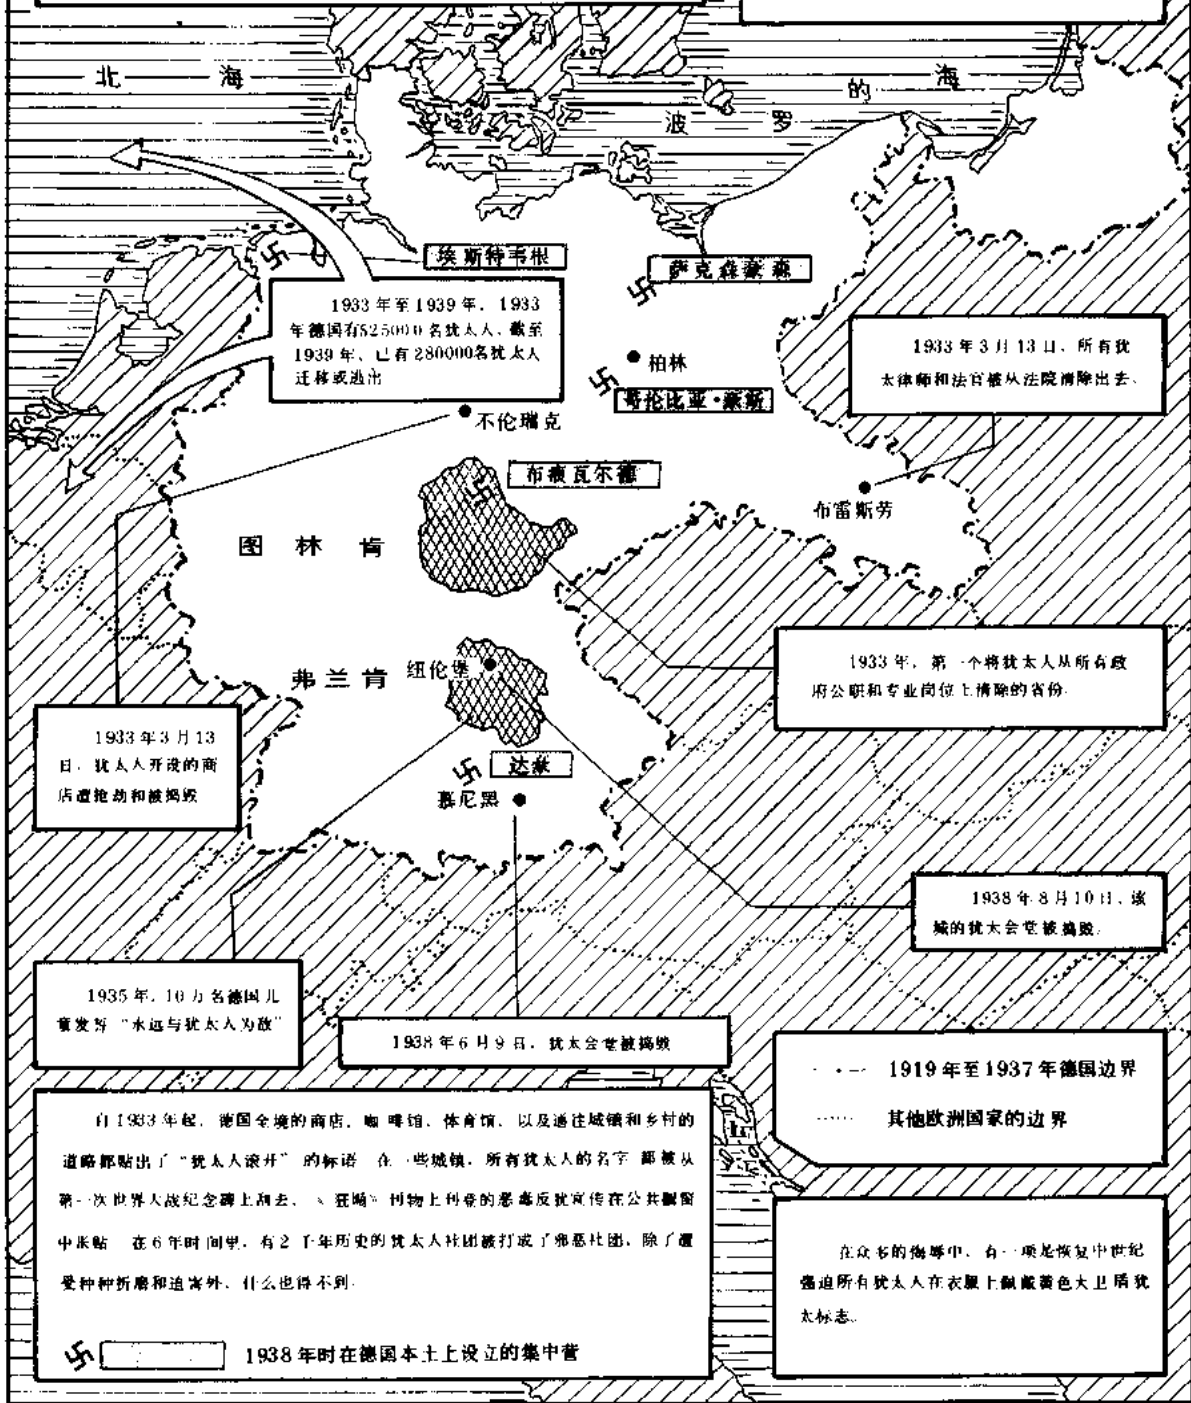 北 海
波 罗 的 海
埃斯特韦根
萨克森豪森
1933年至1939年，1933
年德国有525000名犹太人，截至
1939年，已有280000名犹太人
迁移或逃出
柏林
哥伦比亚·豪斯
1933年3月13日，所有犹
太律师和法官被从法院清除出去。
不伦瑞克
布痕瓦尔德
布雷斯劳
图 林 肯
1933年，第一个将犹太人从所有政
府公职和专业岗位上清除的省份。
弗 兰 肯
纽伦堡
1933年3月13
日，犹太人开设的商
店遭抢劫和被捣毁
达豪
慕尼黑
1938年8月10日，该
城的犹太会堂被捣毁。
1935年，10万名德国儿
童发誓“永远与犹太人为敌”
1938年6月9日，犹太会堂被捣毁
1919年至1937年德国边界
其他欧洲国家的边界
自1933年起，德国全境的商店，咖啡馆、体育馆，以及通往城镇和乡村的
道路都贴出了“犹太人滚开”的标语 在一些城镇，所有犹太人的名字都被从
第一次世界大战纪念碑上刮去，《狂飚》刊物上刊登的恶毒反犹宣传在公共橱窗
中张贴 在6年时间里，有2千年历史的犹太人社团被打成了邪恶社团，除了遭
受种种折磨和迫害外，什么也得不到。
1938年时在德国本土上设立的集中营
在众多的侮辱中，有一项是恢复中世纪
强迫所有犹太人在衣服上佩戴黄色大卫盾犹
太标志。